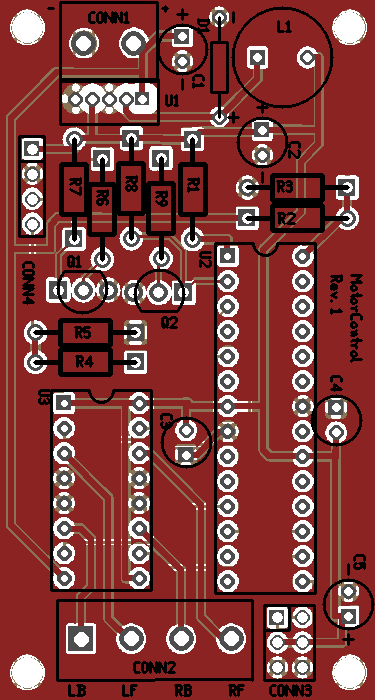 CONN1
D1
L1
C1
U1
C2
R7
R6
R8
R9
R1
R3
R2
CONN4
Q1
Q2
U2
MotorControl
Rev. 1
R5
R4
U3
C3
C4
C5
CONN2
CONN3
LB LF RB RF